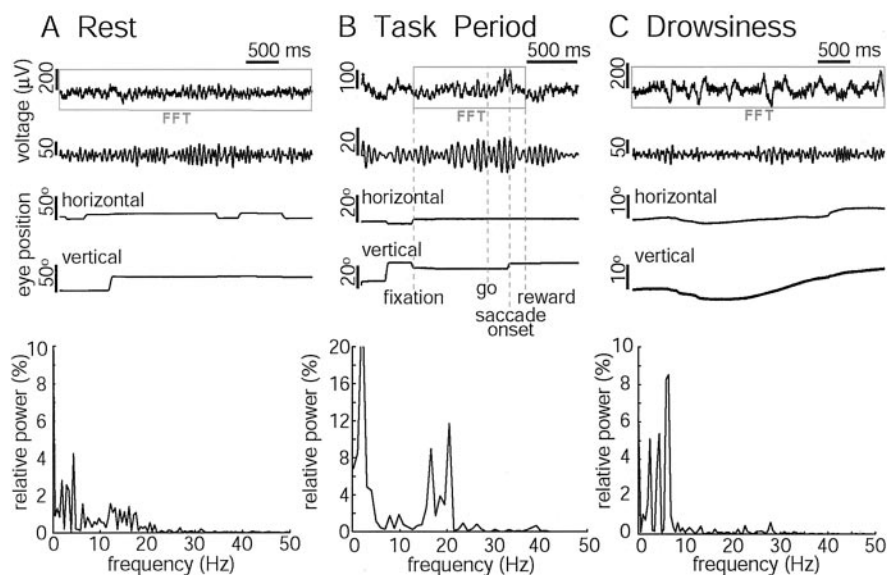 A Rest
B Task Period
C Drowsiness
500 ms
500 ms
500 ms
voltage (μV)
200
100
200
FFT
FFT
FFT
50
20
50
eye position
horizontal
horizontal
horizontal
50°
20°
10°
vertical
vertical
vertical
50°
20°
10°
fixation
go
reward
saccade
onset
relative power (%)
10
8
6
4
2
0
0 10 20 30 40 50
frequency (Hz)
relative power (%)
20
16
12
8
4
0
0 10 20 30 40 50
frequency (Hz)
relative power (%)
10
8
6
4
2
0
0 10 20 30 40 50
frequency (Hz)